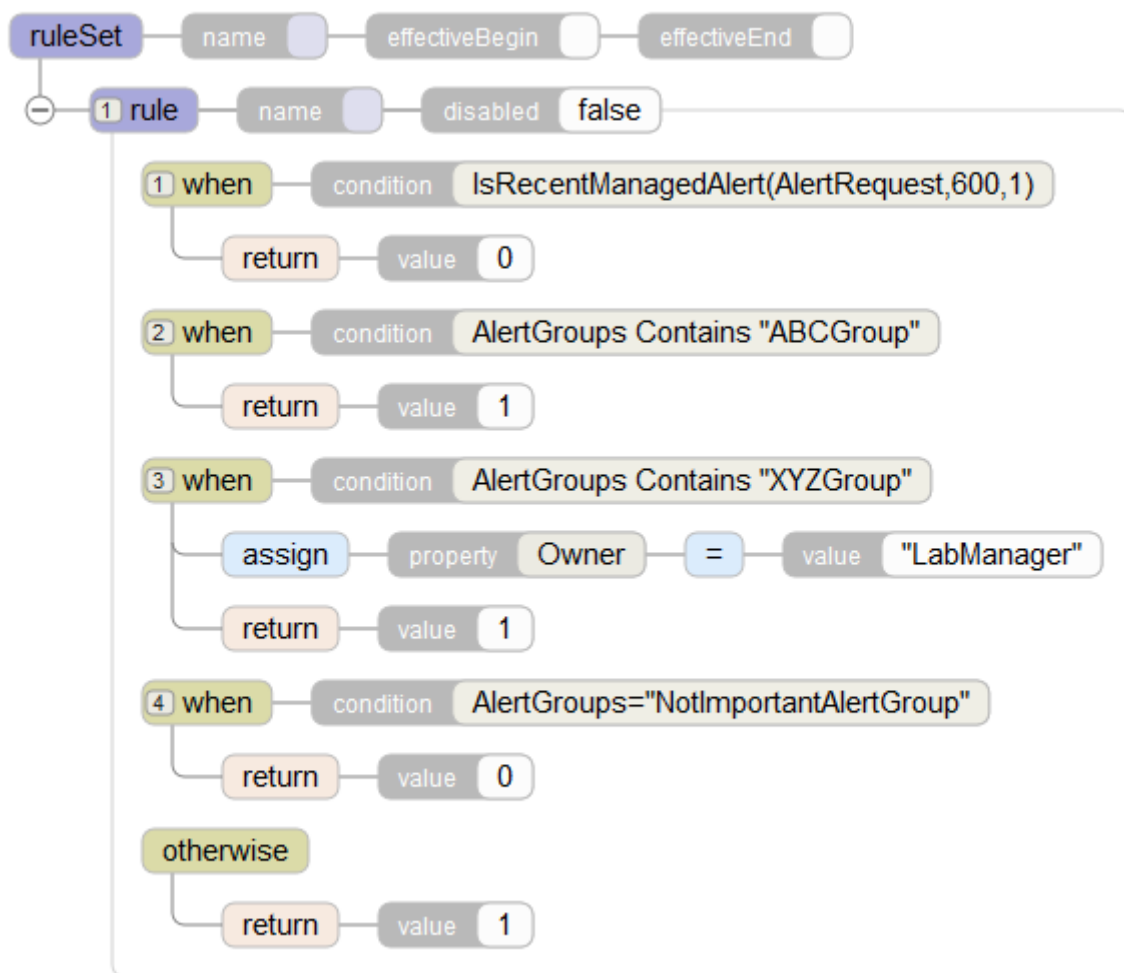 ruleSet name effectiveBegin effectiveEnd
1 rule name disabled false
1 when condition IsRecentManagedAlert(AlertRequest,600,1)
return value 0
2 when condition AlertGroups Contains "ABCGroup"
return value 1
3 when condition AlertGroups Contains "XYZGroup"
assign property Owner = value "LabManager"
return value 1
4 when condition AlertGroups="NotImportantAlertGroup"
return value 0
otherwise
return value 1